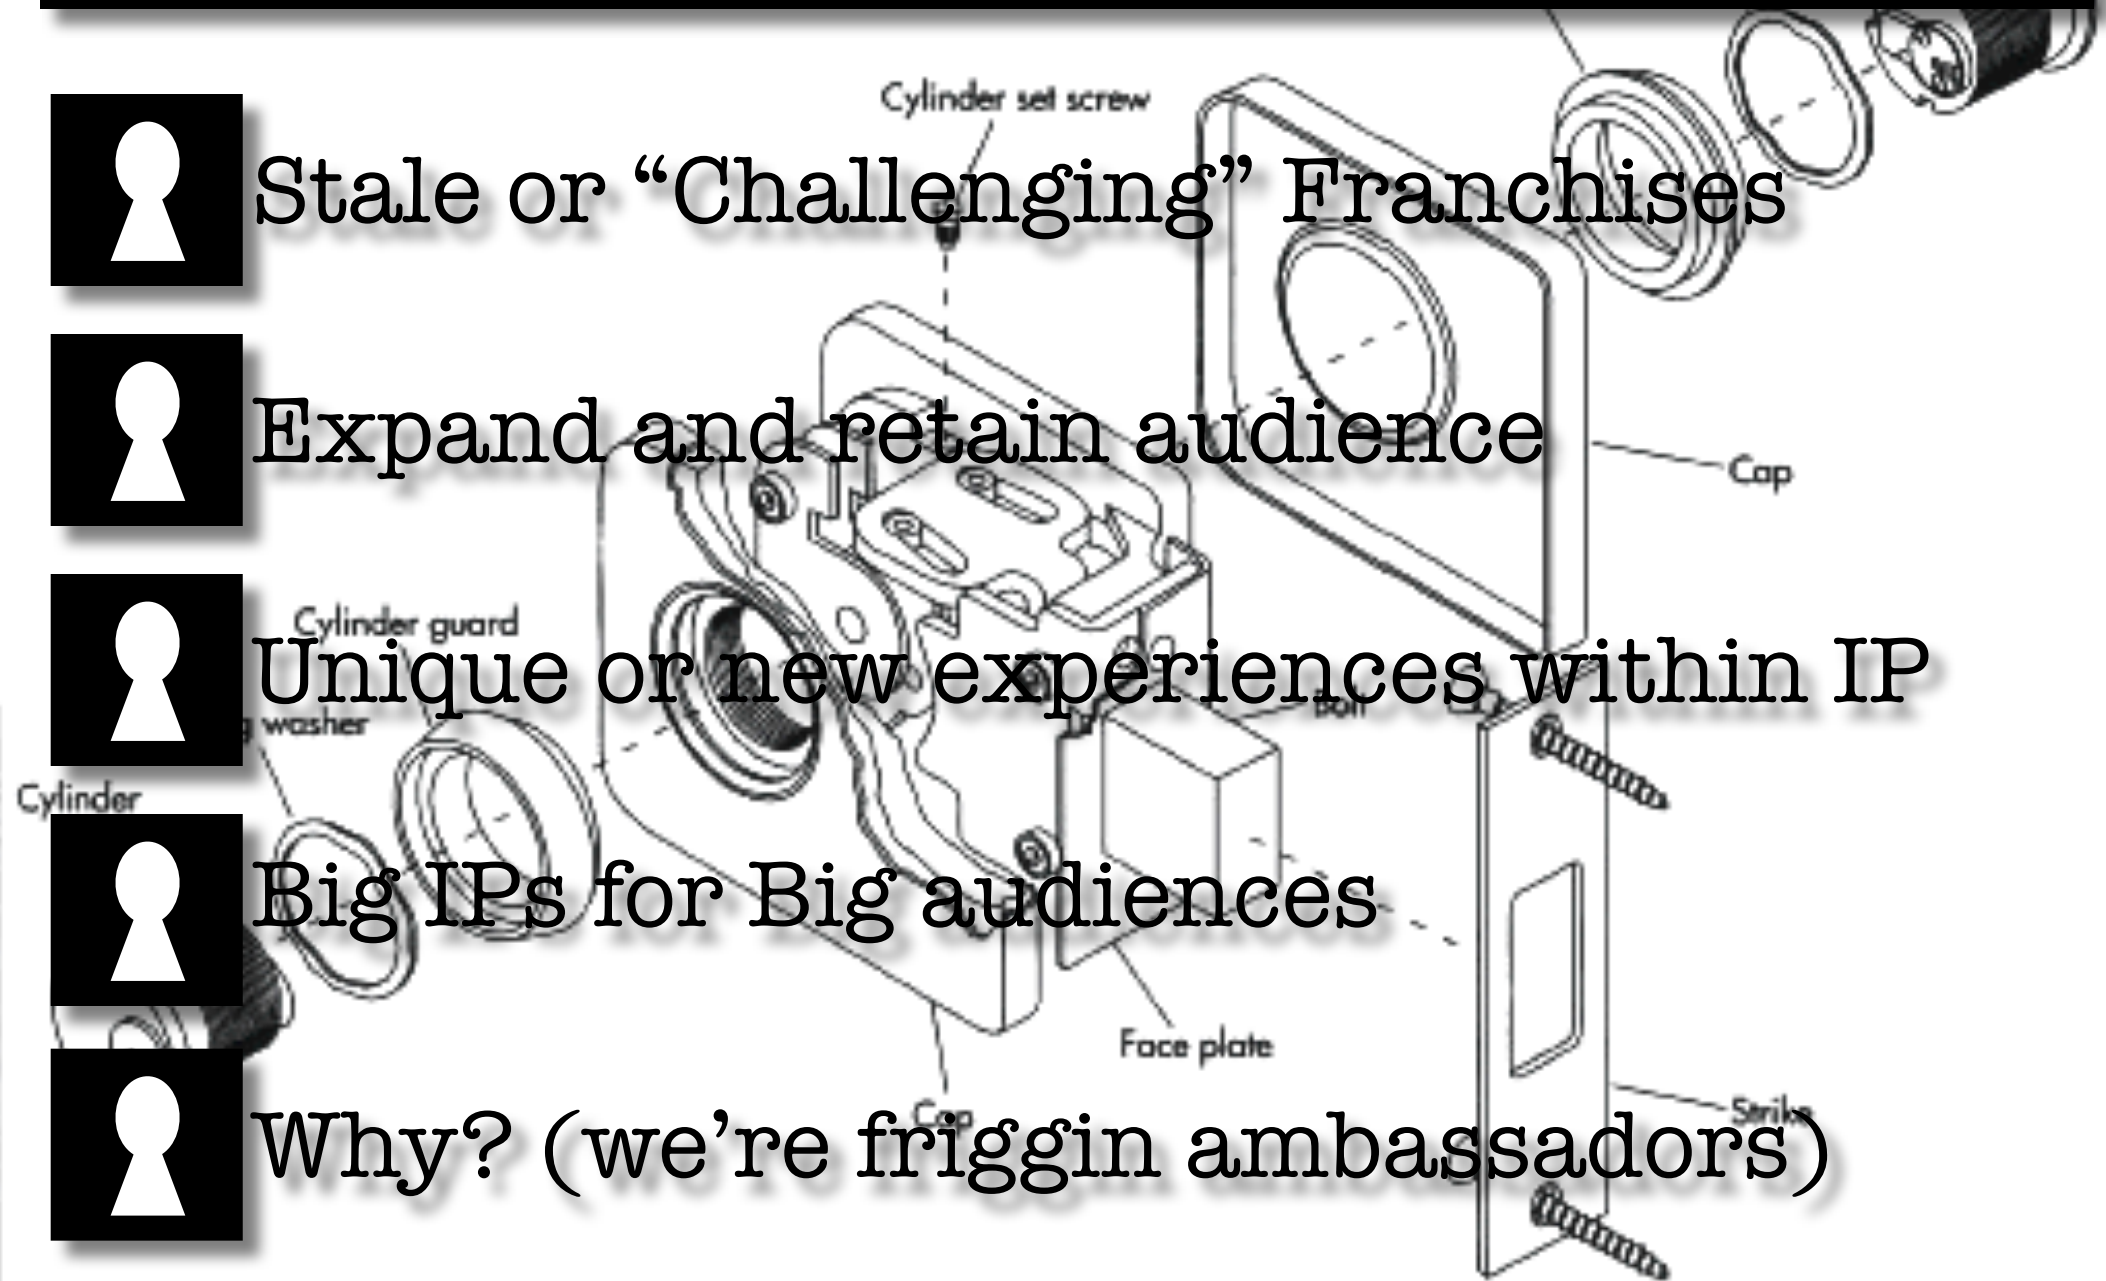 Cylinder set screw
Stale or “Challenging” Franchises
Expand and retain audience
Cap
Cylinder guard
Unique or new experiences within IP
Bolt
g washer
Cylinder
Big IPs for Big audiences
Face plate
Cap
Strike
Why? (we’re friggin ambassadors)